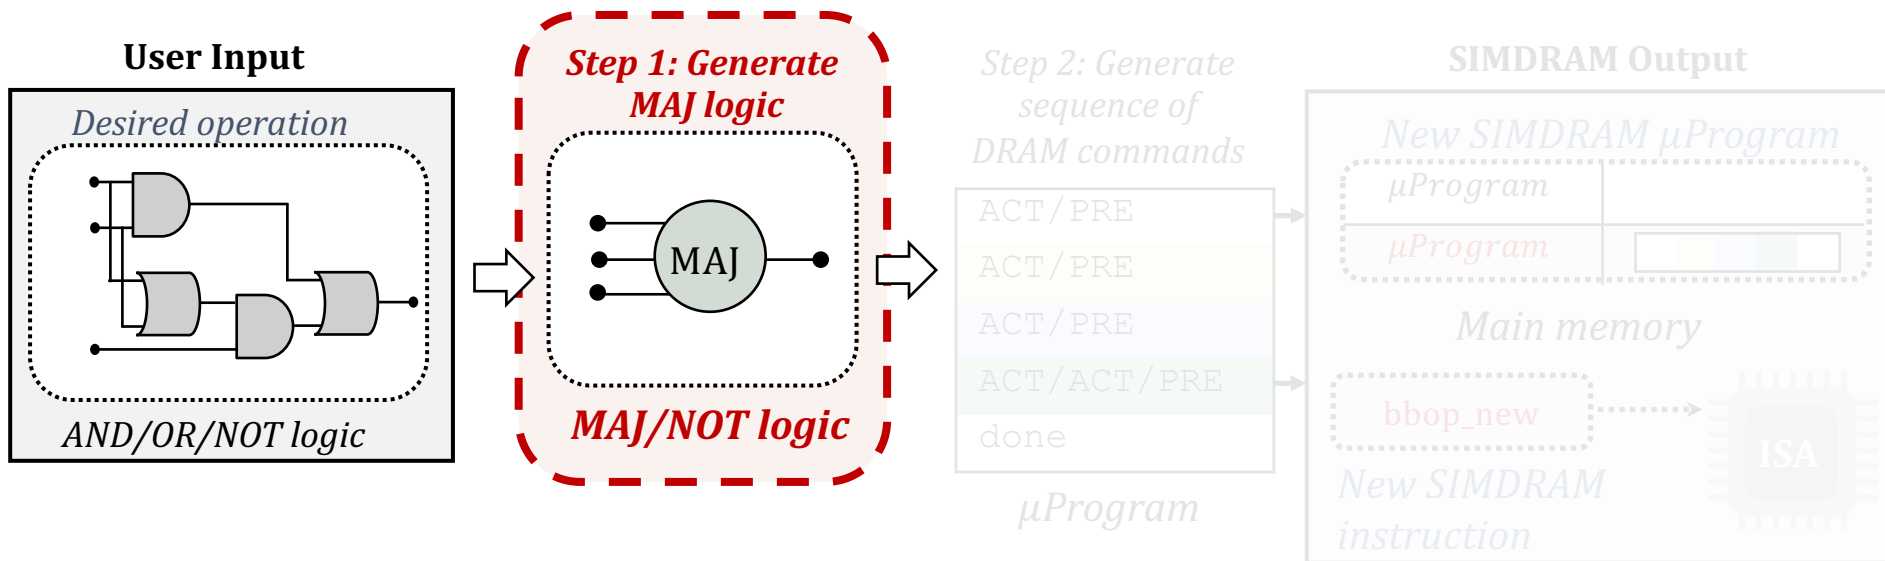 User Input
Desired operation
AND/OR/NOT logic
Step 1: Generate
MAJ logic
MAJ
MAJ/NOT logic
Step 2: Generate
sequence of
DRAM commands
ACT/PRE
ACT/PRE
ACT/PRE
ACT/ACT/PRE
done
μProgram
SIMDRAM Output
New SIMDRAM μProgram
μProgram
μProgram
Main memory
bbop_new
ISA
New SIMDRAM
instruction